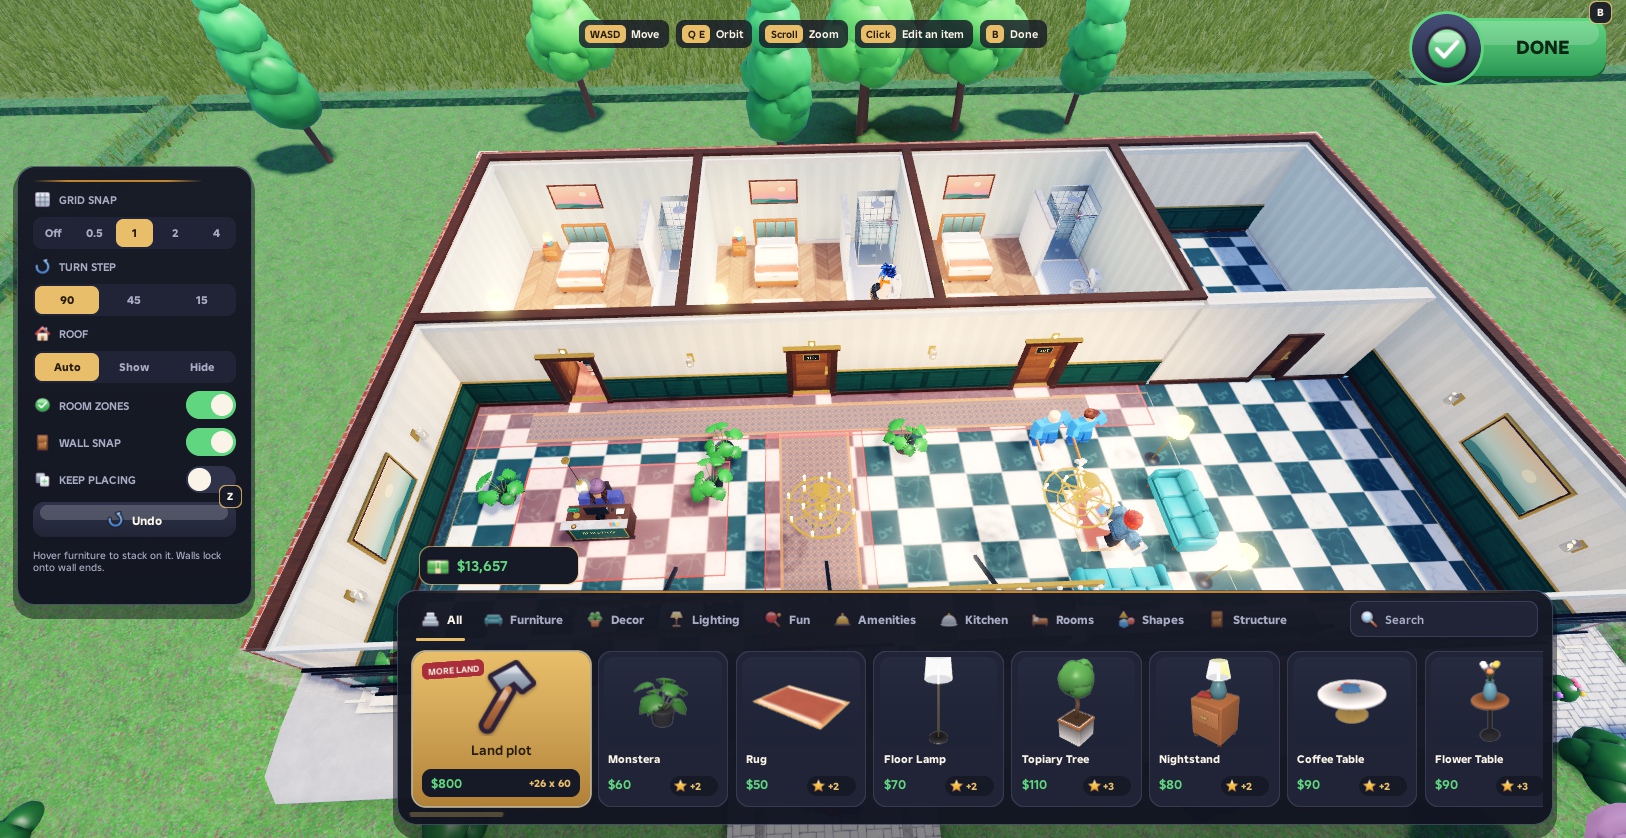 WASD Move
Q E Orbit
Scroll Zoom
Click Edit an item
B Done
B
DONE
GRID SNAP
Off 0.5 1 2 4
TURN STEP
90 45 15
ROOF
Auto Show Hide
ROOM ZONES
WALL SNAP
KEEP PLACING
Z
Undo
Hover furniture to stack on it. Walls lock
onto wall ends.
$13,657
All Furniture Decor Lighting Fun Amenities Kitchen Rooms Shapes Structure
Search
MORE LAND
Land plot
$800 +26 x 60
Monstera
$60 +2
Rug
$50 +2
Floor Lamp
$70 +2
Topiary Tree
$110 +3
Nightstand
$80 +2
Coffee Table
$90 +2
Flower Table
$90 +3